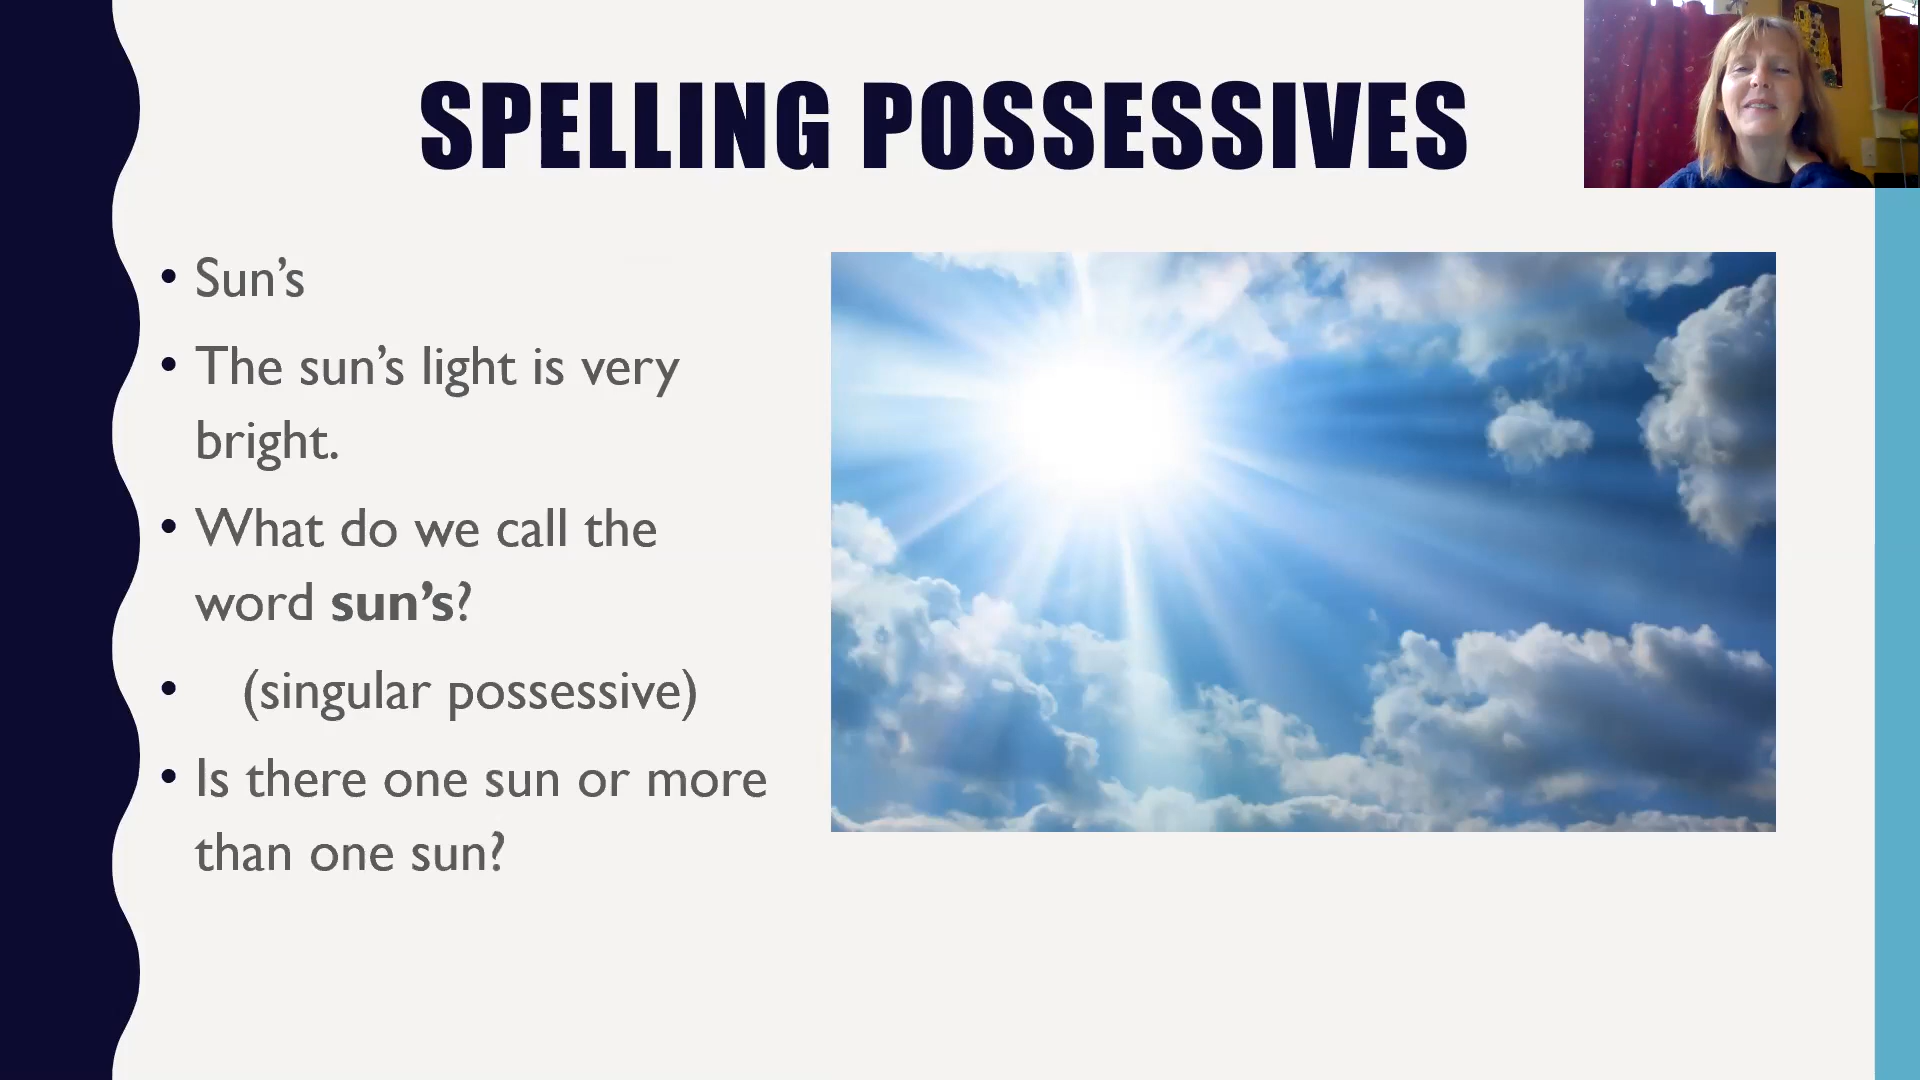 SPELLING POSSESSIVES
• Sun’s
• The sun’s light is very
bright.
• What do we call the
word sun’s?
• (singular possessive)
• Is there one sun or more
than one sun?